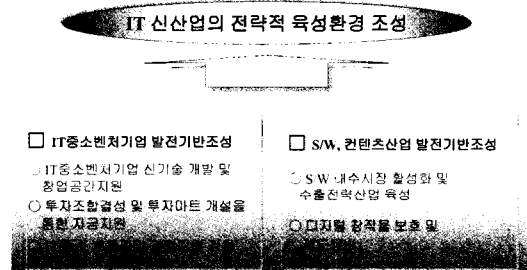 IT 신산업의 전략적 육성환경 조성
□ IT중소벤처기업 발전기반조성
○ IT중소벤처기업 신기술 개발 및
창업공간지원
○ 투자조합결성 및 투자마트 개설을
통한 자금지원
□ S/W, 컨텐츠산업 발전기반조성
○ S/W 내수시장 활성화 및
수출전략산업 육성
○ 디지털 창작물 보호 및